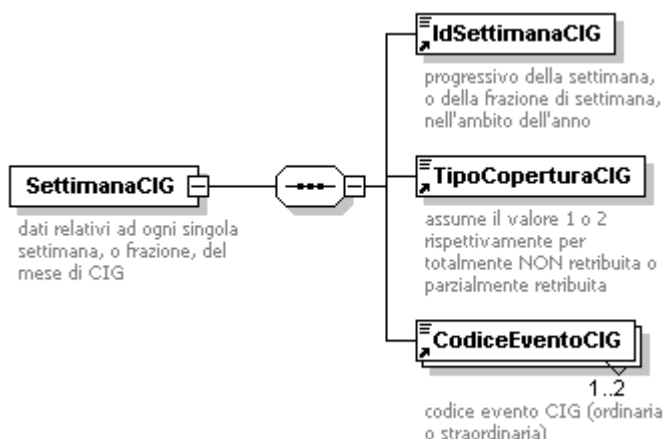 IdSettimanaCIG
progressivo della settimana,
o della frazione di settimana,
nell'ambito dell'anno
SettimanaCIG
dati relativi ad ogni singola
settimana, o frazione, del
mese di CIG
TipoCoperturaCIG
assume il valore 1 o 2
rispettivamente per
totalmente NON retribuita o
parzialmente retribuita
CodiceEventoCIG
1..2
codice evento CIG (ordinaria
o straordinaria)